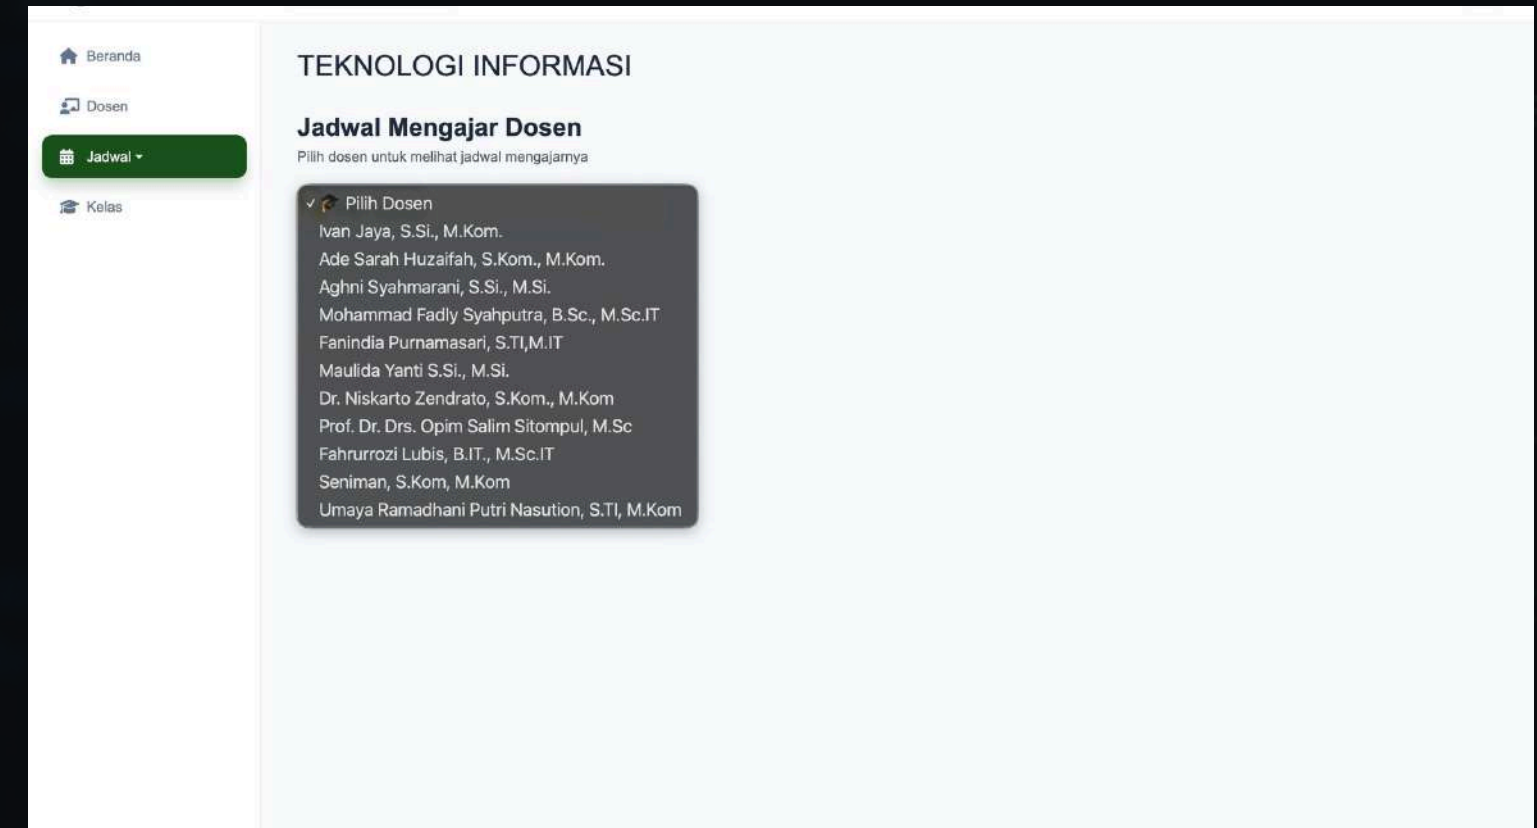 Beranda
Dosen
Jadwal
Kelas
TEKNOLOGI INFORMASI
Jadwal Mengajar Dosen
Pilih dosen untuk melihat jadwal mengajarnya
Pilih Dosen
Ivan Jaya, S.Si., M.Kom.
Ade Sarah Huzaifah, S.Kom., M.Kom.
Aghni Syahmarani, S.Si., M.Si.
Mohammad Fadly Syahputra, B.Sc., M.Sc.IT
Fanindia Purnamasari, S.TI,M.IT
Maulida Yanti S.Si., M.Si.
Dr. Niskarto Zendrato, S.Kom., M.Kom
Prof. Dr. Drs. Opim Salim Sitompul, M.Sc
Fahrurrozi Lubis, B.IT., M.Sc.IT
Seniman, S.Kom, M.Kom
Umaya Ramadhani Putri Nasution, S.TI, M.Kom